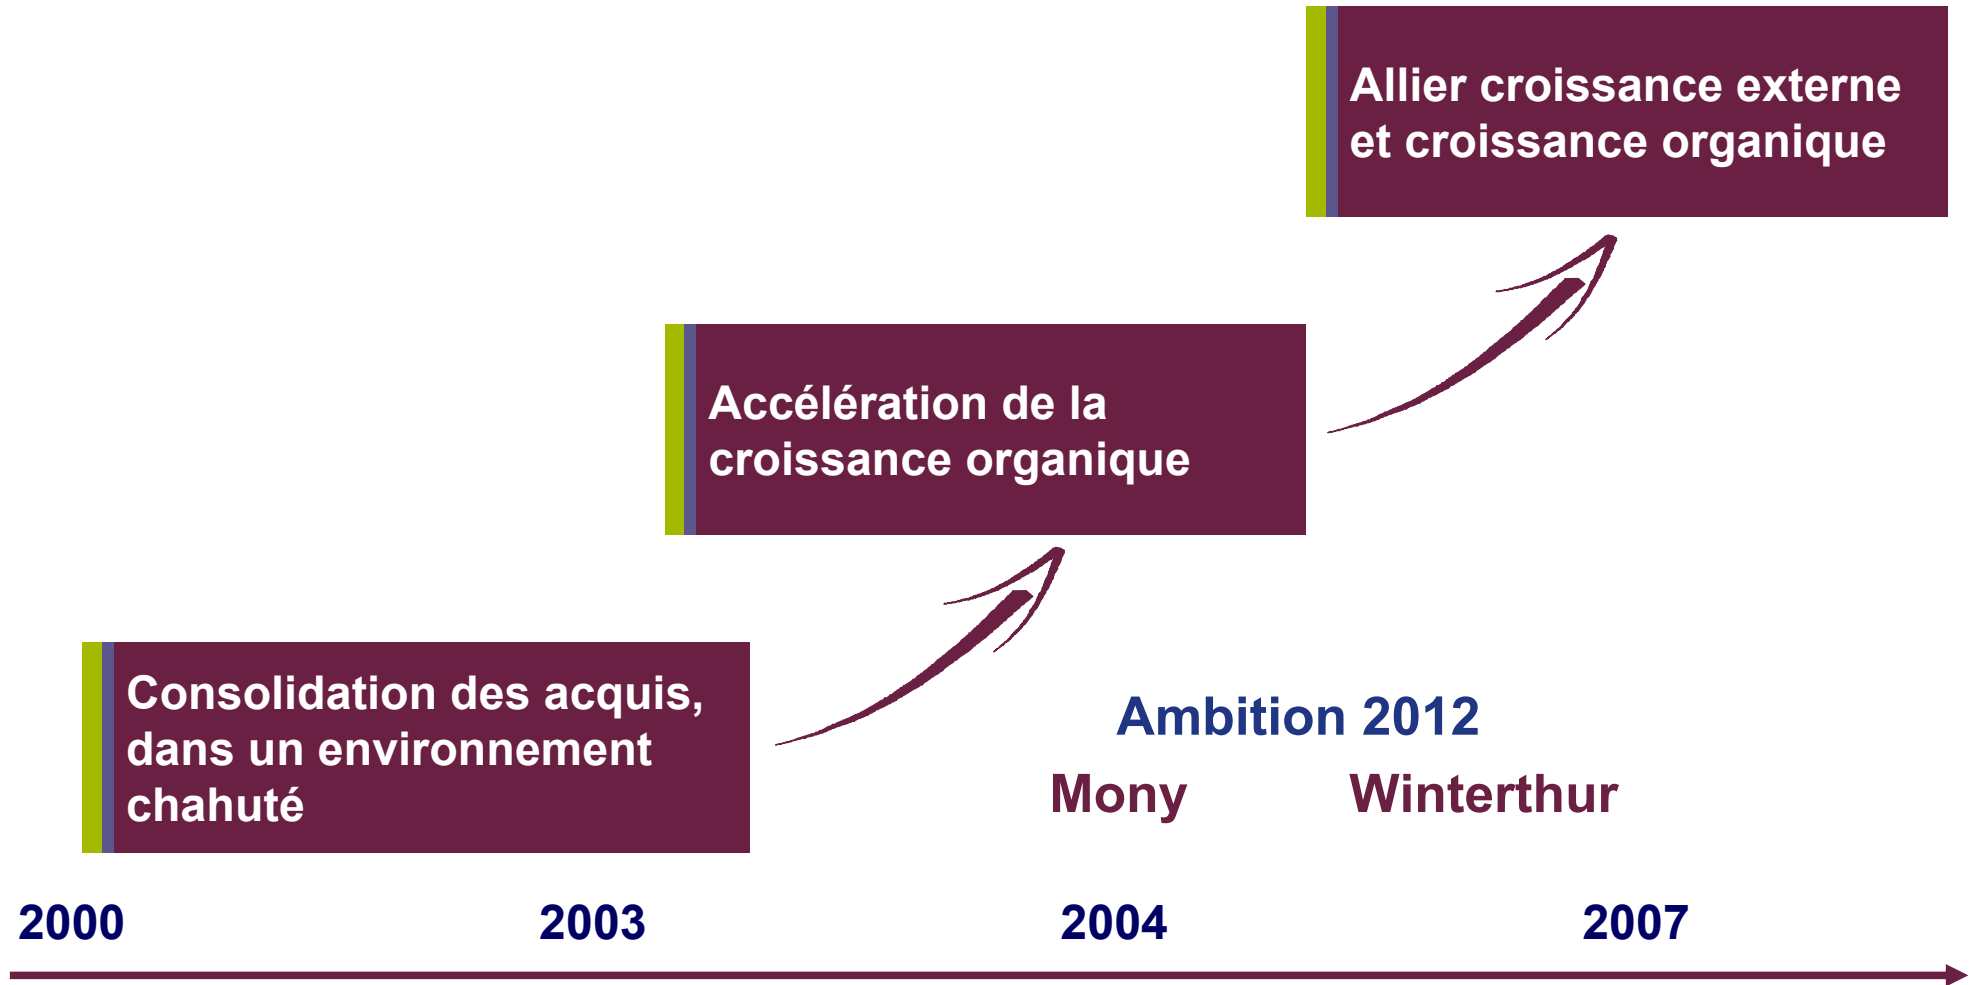 Allier croissance externe
et croissance organique
Accélération de la
croissance organique
Consolidation des acquis,
dans un environnement
chahuté
Ambition 2012
Mony Winterthur
2000 2003 2004 2007